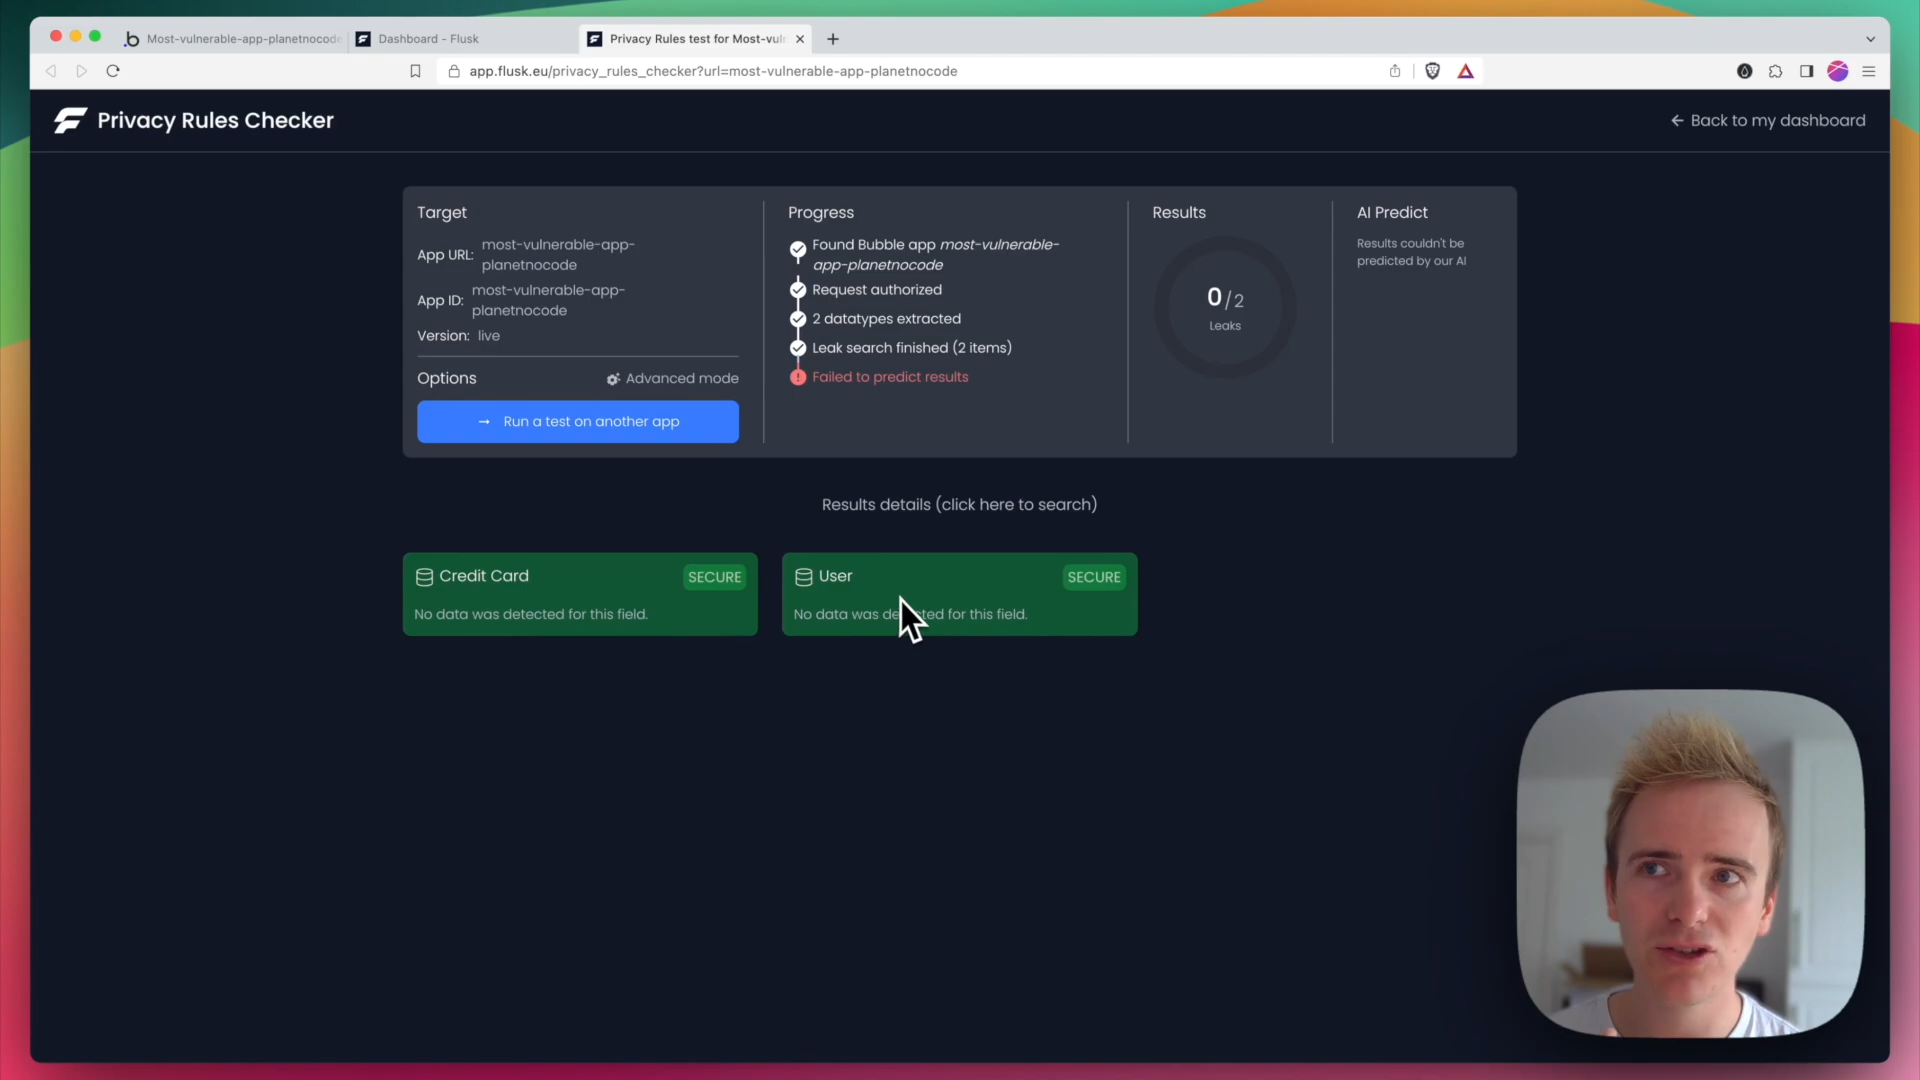 Most-vulnerable-app-planetnocode
Dashboard - Flusk
Privacy Rules test for Most-vul
app.flusk.eu/privacy_rules_checker?url=most-vulnerable-app-planetnocode
Privacy Rules Checker
← Back to my dashboard
Target
App URL: most-vulnerable-app-
planetnocode
App ID: most-vulnerable-app-
planetnocode
Version: live
Options
Advanced mode
→ Run a test on another app
Progress
Found Bubble app most-vulnerable-
app-planetnocode
Request authorized
2 datatypes extracted
Leak search finished (2 items)
Failed to predict results
Results
0/2
Leaks
AI Predict
Results couldn't be
predicted by our AI
Results details (click here to search)
Credit Card
SECURE
No data was detected for this field.
User
SECURE
No data was detected for this field.